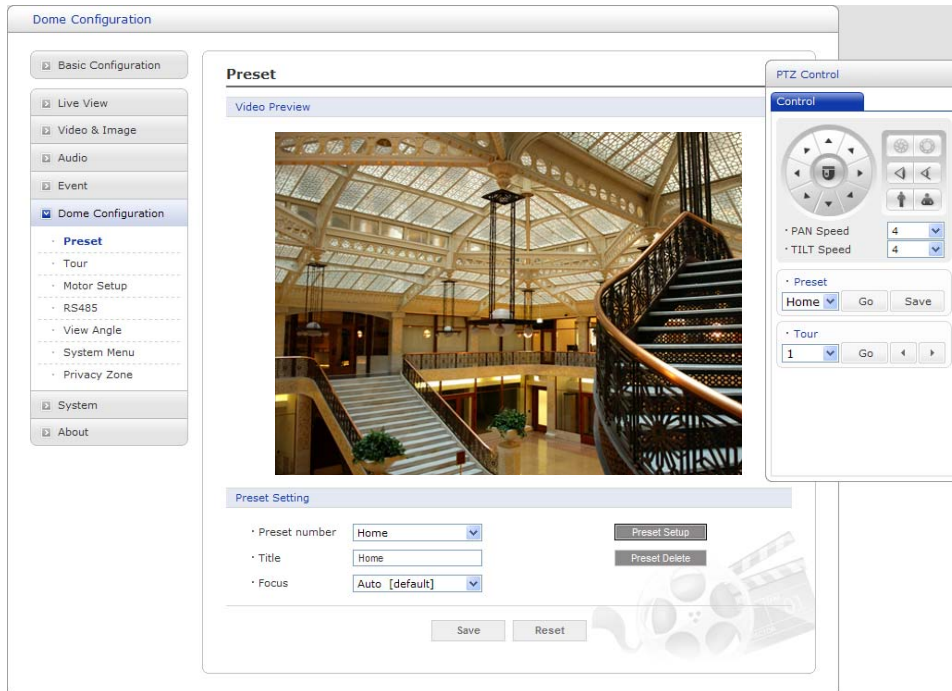 Dome Configuration
Basic Configuration
Live View
Video & Image
Audio
Event
Dome Configuration
Preset
Tour
Motor Setup
RS485
View Angle
System Menu
Privacy Zone
System
About
Preset
Video Preview
Preset Setting
· Preset number Home Preset Setup
· Title Home Preset Delete
· Focus Auto [default]
Save Reset
PTZ Control
Control
· PAN Speed 4
· TILT Speed 4
· Preset
Home Go Save
· Tour
1 Go